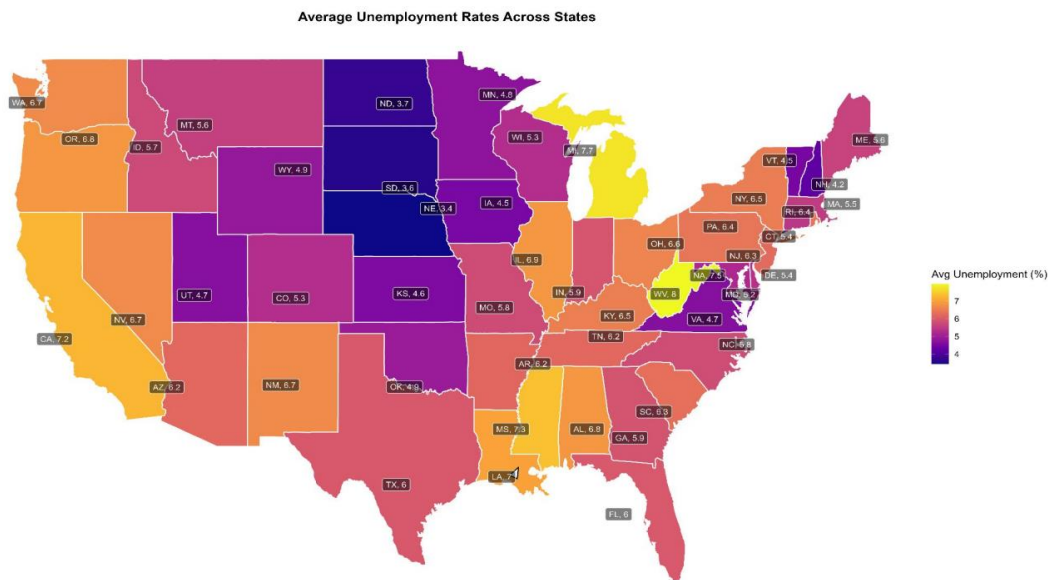 Average Unemployment Rates Across States
WA, 6.7
ND, 3.7
MN, 4.8
MT, 5.6
OR, 6.8
ID, 5.7
WI, 5.3
MI, 7.7
ME, 5.6
VT, 4.5
WY, 4.9
SD, 3.6
NH, 4.2
NE, 3.4
IA, 4.5
NY, 6.5
MA, 5.5
RI, 6.4
PA, 6.4
CT, 5.4
OH, 6.6
IL, 6.9
NJ, 6.3
NA, 7.5
DE, 5.4
Avg Unemployment (%)
UT, 4.7
CO, 5.3
KS, 4.6
IN, 5.9
WV, 8
MD, 5.2
7
MO, 5.8
6
NV, 6.7
KY, 6.5
VA, 4.7
5
CA, 7.2
TN, 6.2
NC, 5.8
4
AR, 6.2
AZ, 6.2
NM, 6.7
OK, 4.9
SC, 6.3
MS, 7.3
AL, 6.8
GA, 5.9
LA, 7
TX, 6
FL, 6